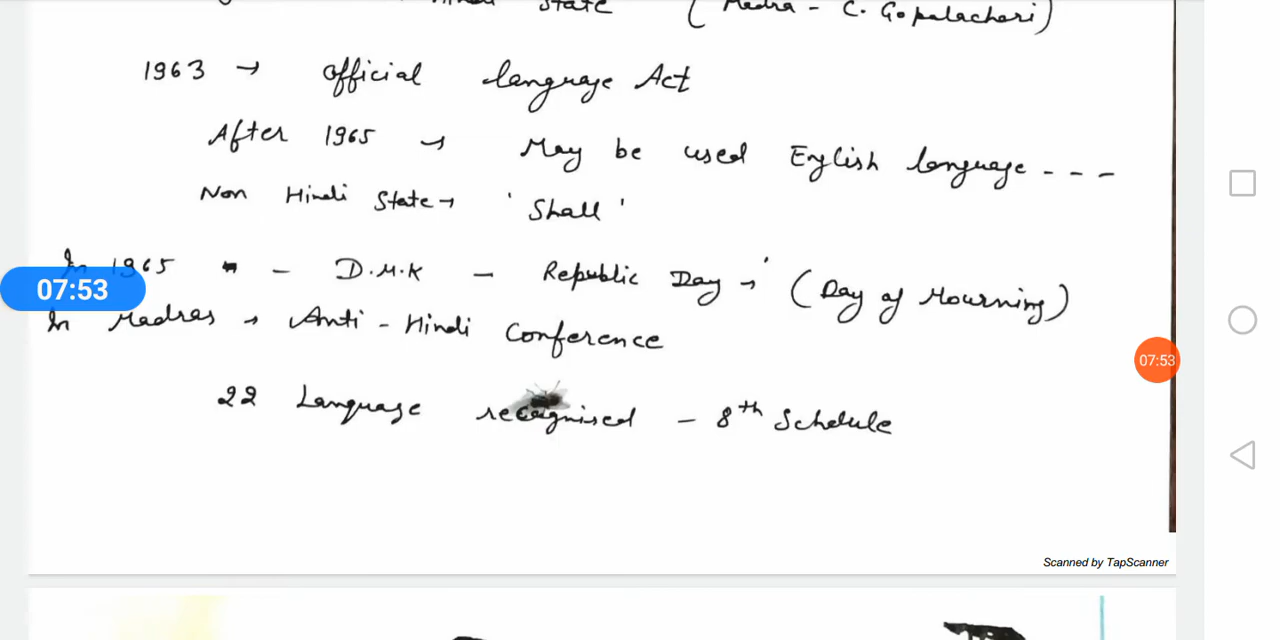 State ( Madra - C. Gopalachari)
1963 → official language Act
After 1965 → May be used English language - - -
Non Hindi State → 'Shall'
In 1965 - D.M.K - Republic Day → (Day of Mourning)
07:53
07:53
In Madras → Anti - Hindi Conference
22 Language recognised - 8th Schedule
Scanned by TapScanner